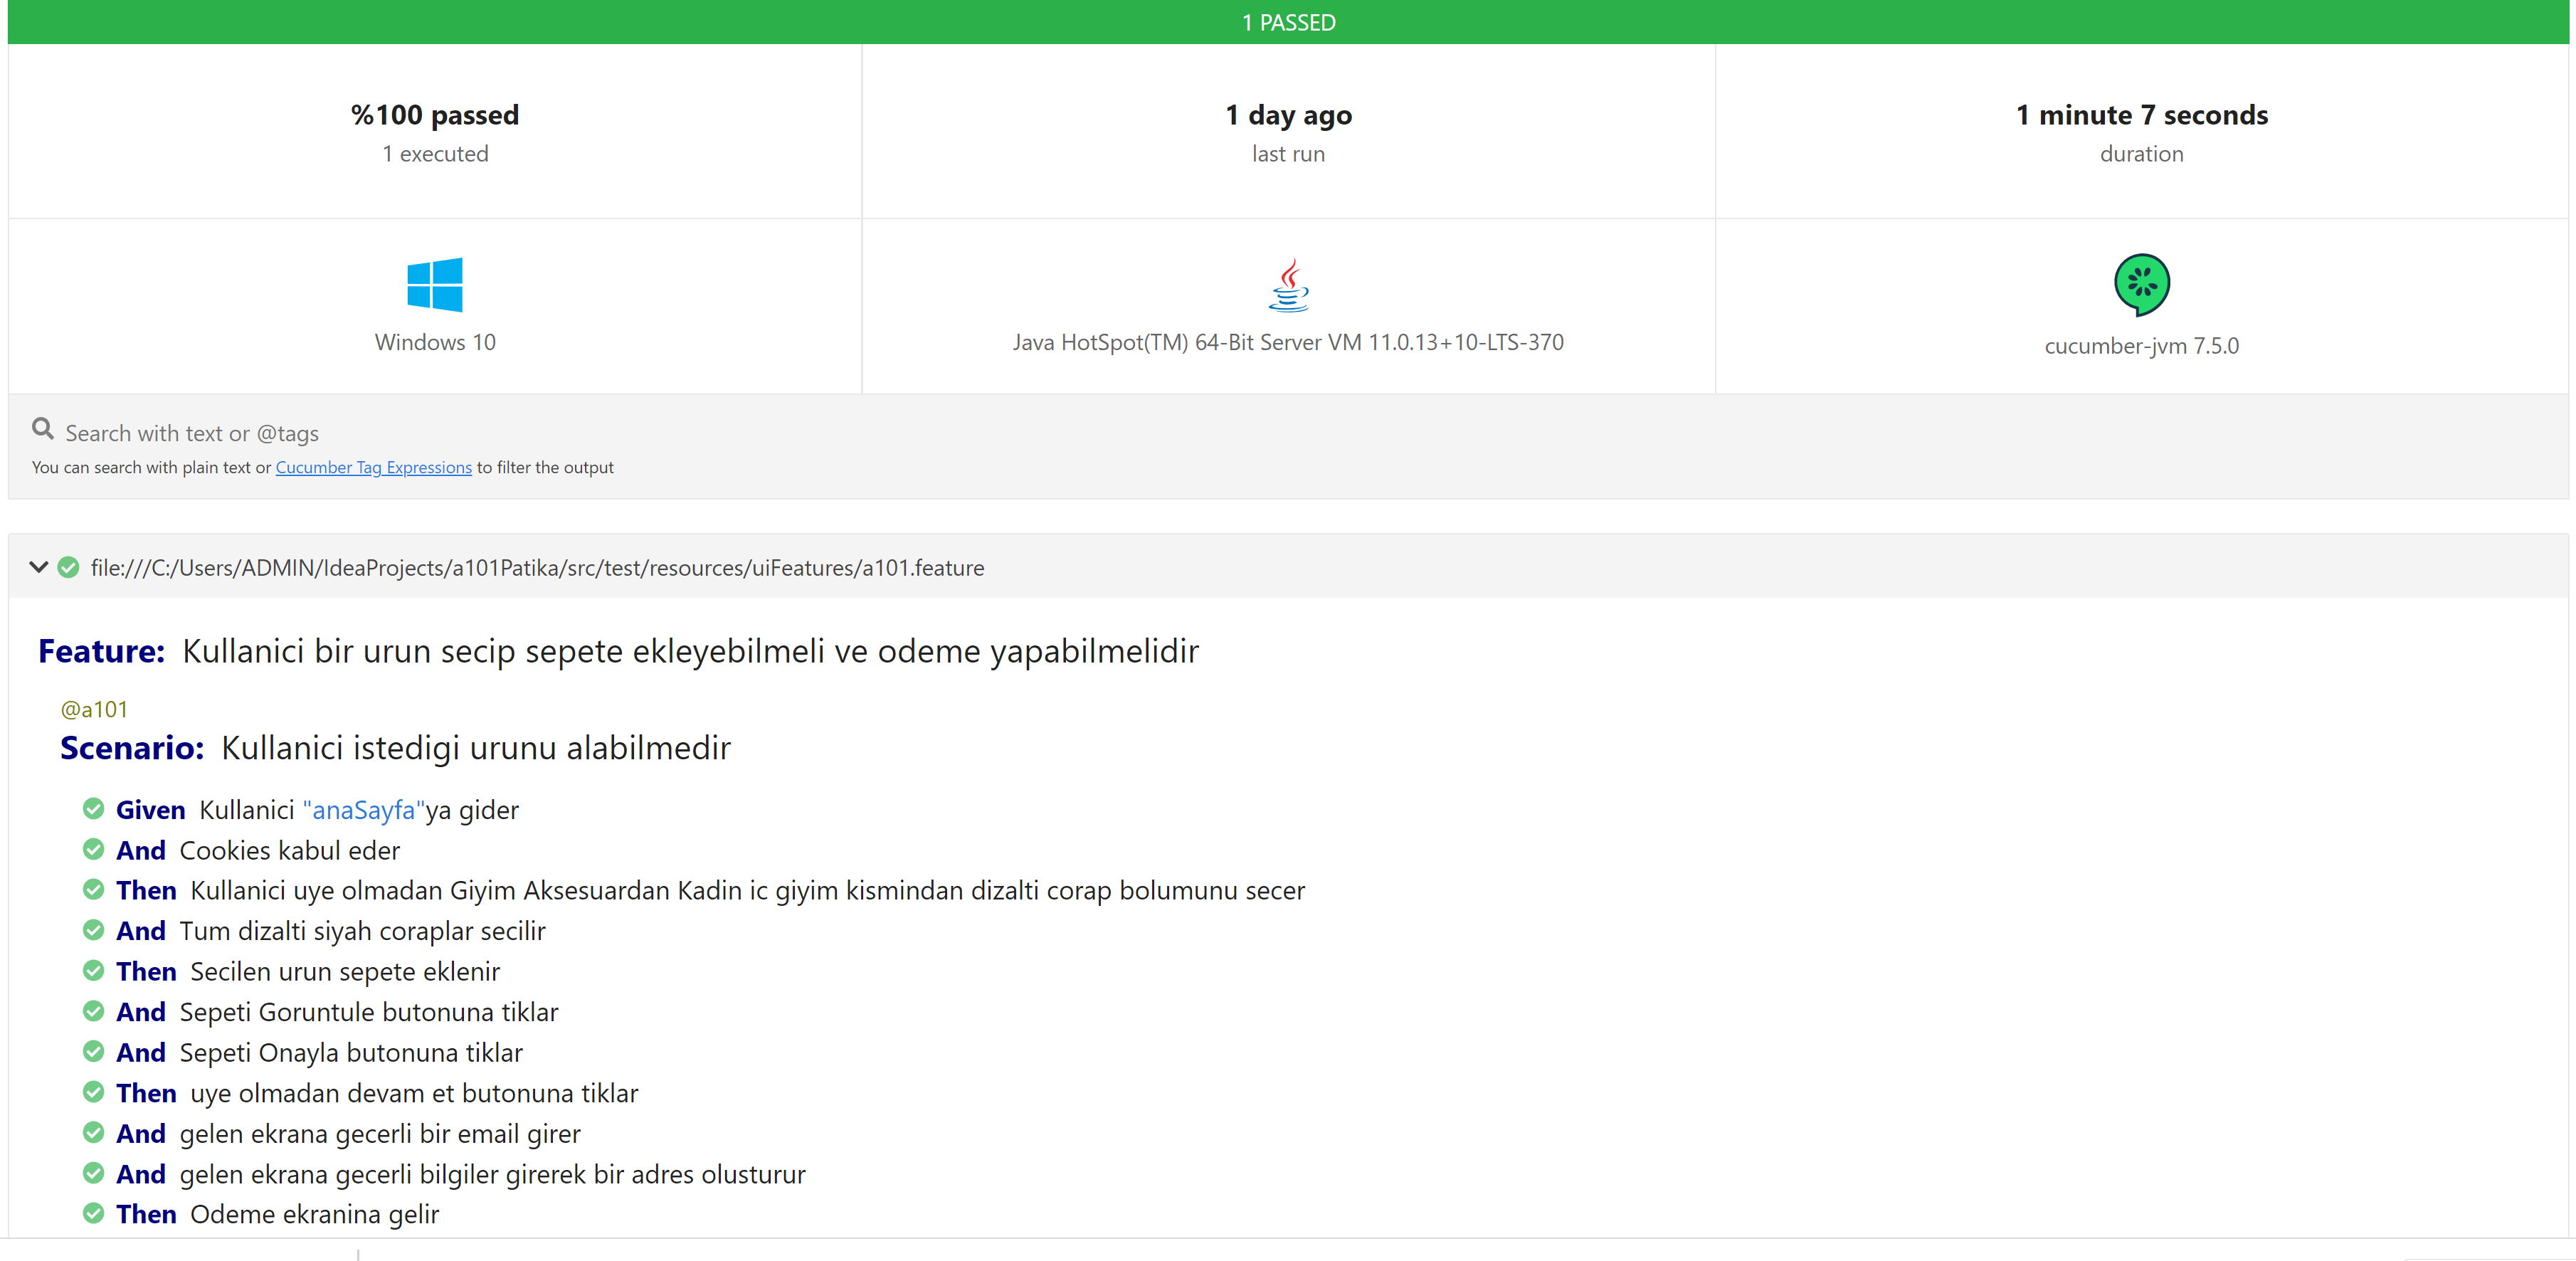 1 PASSED
%100 passed
1 executed
1 day ago
last run
1 minute 7 seconds
duration
Windows 10
Java HotSpot(TM) 64-Bit Server VM 11.0.13+10-LTS-370
cucumber-jvm 7.5.0
Search with text or @tags
You can search with plain text or Cucumber Tag Expressions to filter the output
file:///C:/Users/ADMIN/IdeaProjects/a101Patika/src/test/resources/uiFeatures/a101.feature
Feature: Kullanici bir urun secip sepete ekleyebilmeli ve odeme yapabilmelidir
@a101
Scenario: Kullanici istedigi urunu alabilmedir
Given Kullanici "anaSayfa"ya gider
And Cookies kabul eder
Then Kullanici uye olmadan Giyim Aksesuardan Kadin ic giyim kismindan dizalti corap bolumunu secer
And Tum dizalti siyah coraplar secilir
Then Secilen urun sepete eklenir
And Sepeti Goruntule butonuna tiklar
And Sepeti Onayla butonuna tiklar
Then uye olmadan devam et butonuna tiklar
And gelen ekrana gecerli bir email girer
And gelen ekrana gecerli bilgiler girerek bir adres olusturur
Then Odeme ekranina gelir